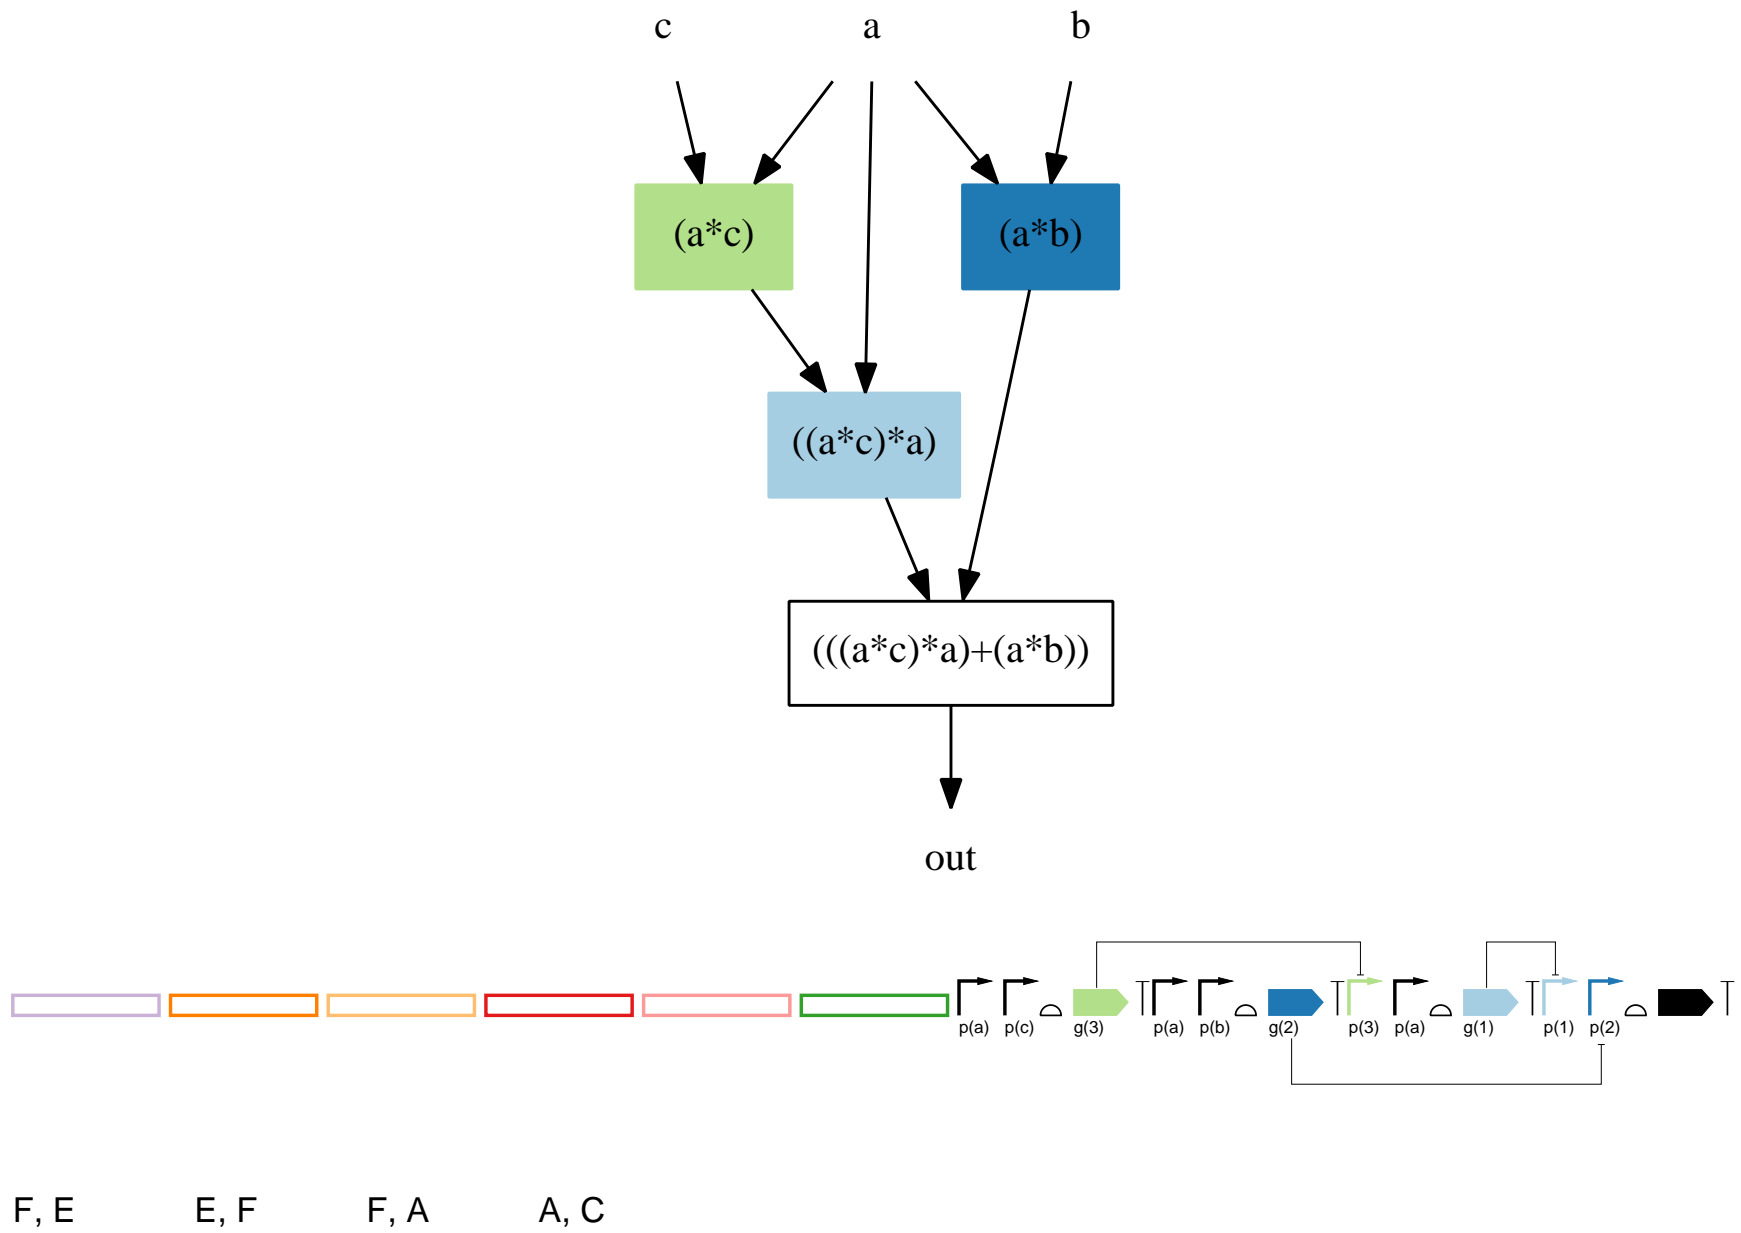 c a b
(a*c) (a*b)
((a*c)*a)
(((a*c)*a)+(a*b))
out
p(a) p(c) g(3) p(a) p(b) g(2) p(3) p(a) g(1) p(1) p(2)
F, E E, F F, A A, C